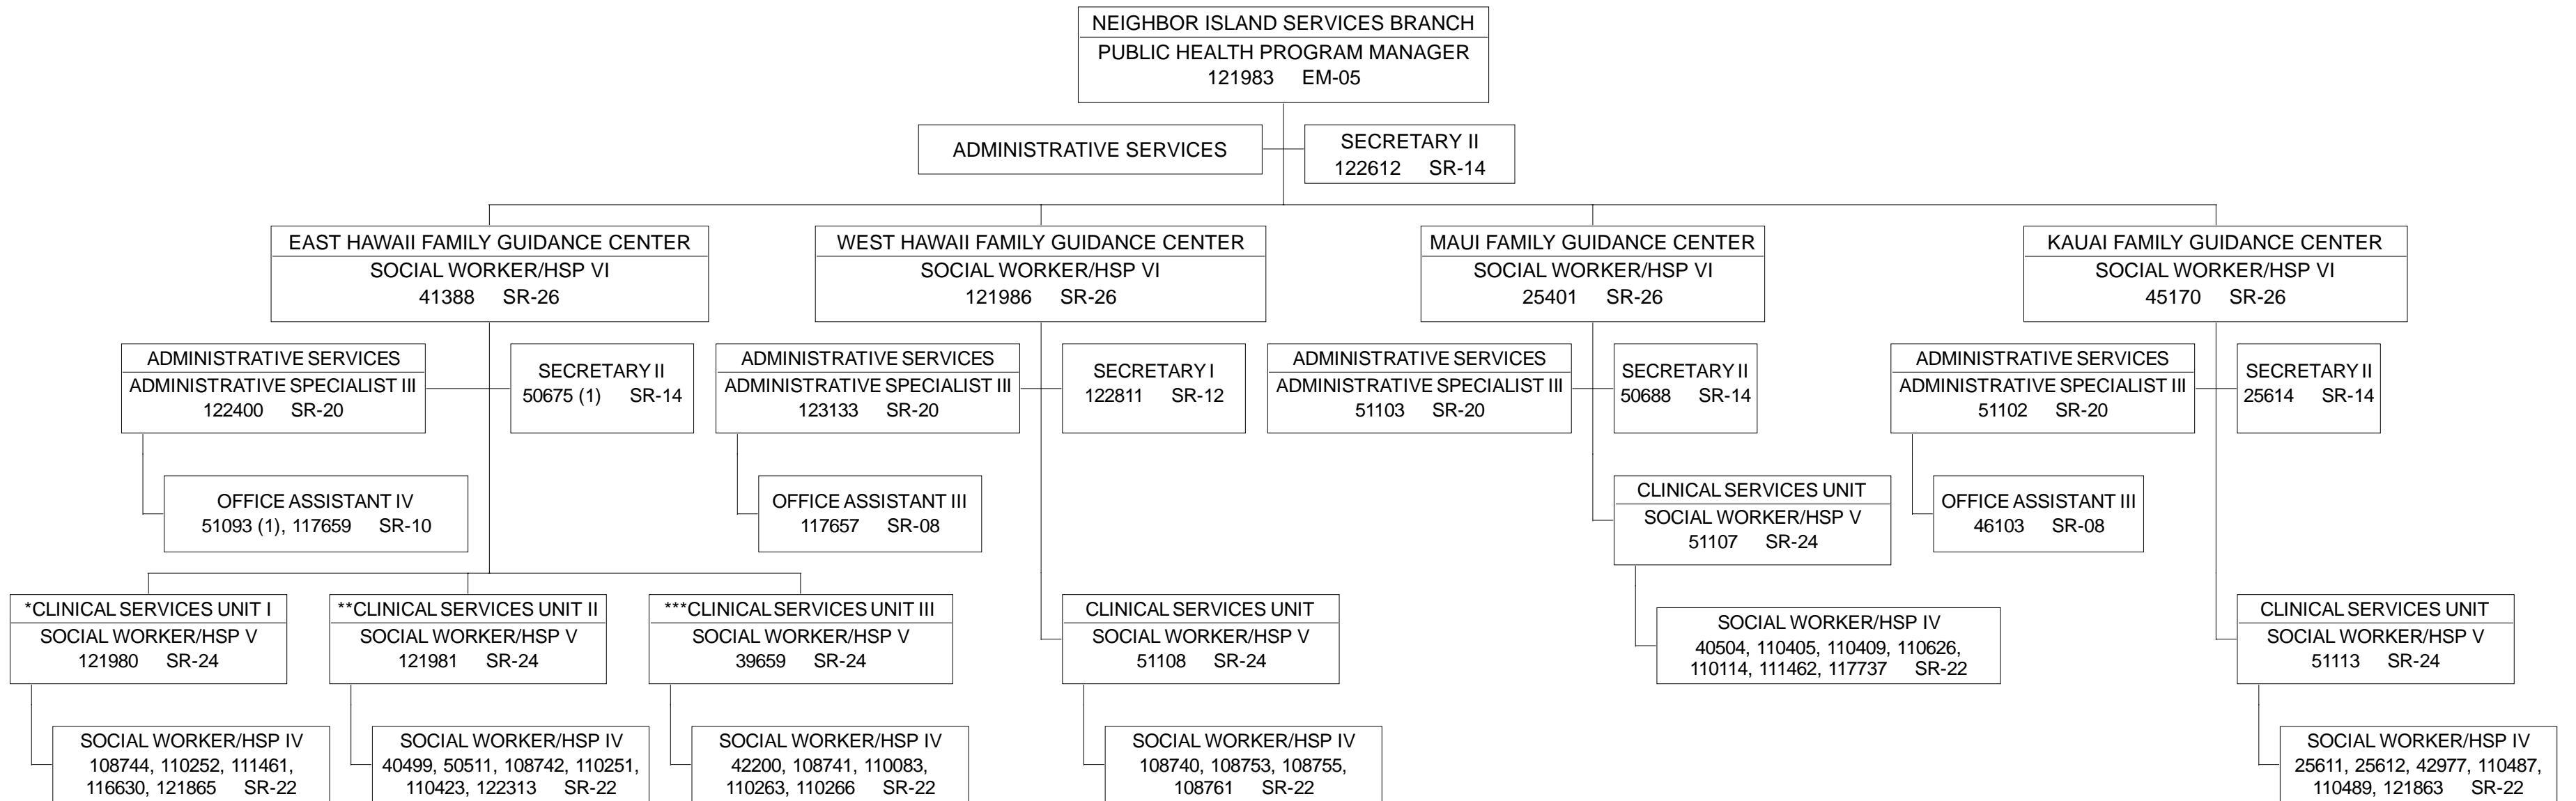 NEIGHBOR ISLAND SERVICES BRANCH
PUBLIC HEALTH PROGRAM MANAGER
121983 EM-05
ADMINISTRATIVE SERVICES
SECRETARY II
122612 SR-14
EAST HAWAII FAMILY GUIDANCE CENTER
SOCIAL WORKER/HSP VI
41388 SR-26
WEST HAWAII FAMILY GUIDANCE CENTER
SOCIAL WORKER/HSP VI
121986 SR-26
MAUI FAMILY GUIDANCE CENTER
SOCIAL WORKER/HSP VI
25401 SR-26
KAUAI FAMILY GUIDANCE CENTER
SOCIAL WORKER/HSP VI
45170 SR-26
ADMINISTRATIVE SERVICES
ADMINISTRATIVE SPECIALIST III
122400 SR-20
SECRETARY II
50675 (1) SR-14
ADMINISTRATIVE SERVICES
ADMINISTRATIVE SPECIALIST III
123133 SR-20
SECRETARY I
122811 SR-12
ADMINISTRATIVE SERVICES
ADMINISTRATIVE SPECIALIST III
51103 SR-20
SECRETARY II
50688 SR-14
ADMINISTRATIVE SERVICES
ADMINISTRATIVE SPECIALIST III
51102 SR-20
SECRETARY II
25614 SR-14
OFFICE ASSISTANT IV
51093 (1), 117659 SR-10
OFFICE ASSISTANT III
117657 SR-08
CLINICAL SERVICES UNIT
SOCIAL WORKER/HSP V
51107 SR-24
OFFICE ASSISTANT III
46103 SR-08
*CLINICAL SERVICES UNIT I
SOCIAL WORKER/HSP V
121980 SR-24
**CLINICAL SERVICES UNIT II
SOCIAL WORKER/HSP V
121981 SR-24
***CLINICAL SERVICES UNIT III
SOCIAL WORKER/HSP V
39659 SR-24
CLINICAL SERVICES UNIT
SOCIAL WORKER/HSP V
51108 SR-24
SOCIAL WORKER/HSP IV
40504, 110405, 110409, 110626,
110114, 111462, 117737 SR-22
CLINICAL SERVICES UNIT
SOCIAL WORKER/HSP V
51113 SR-24
SOCIAL WORKER/HSP IV
108744, 110252, 111461,
116630, 121865 SR-22
SOCIAL WORKER/HSP IV
40499, 50511, 108742, 110251,
110423, 122313 SR-22
SOCIAL WORKER/HSP IV
42200, 108741, 110083,
110263, 110266 SR-22
SOCIAL WORKER/HSP IV
108740, 108753, 108755,
108761 SR-22
SOCIAL WORKER/HSP IV
25611, 25612, 42977, 110487,
110489, 121863 SR-22